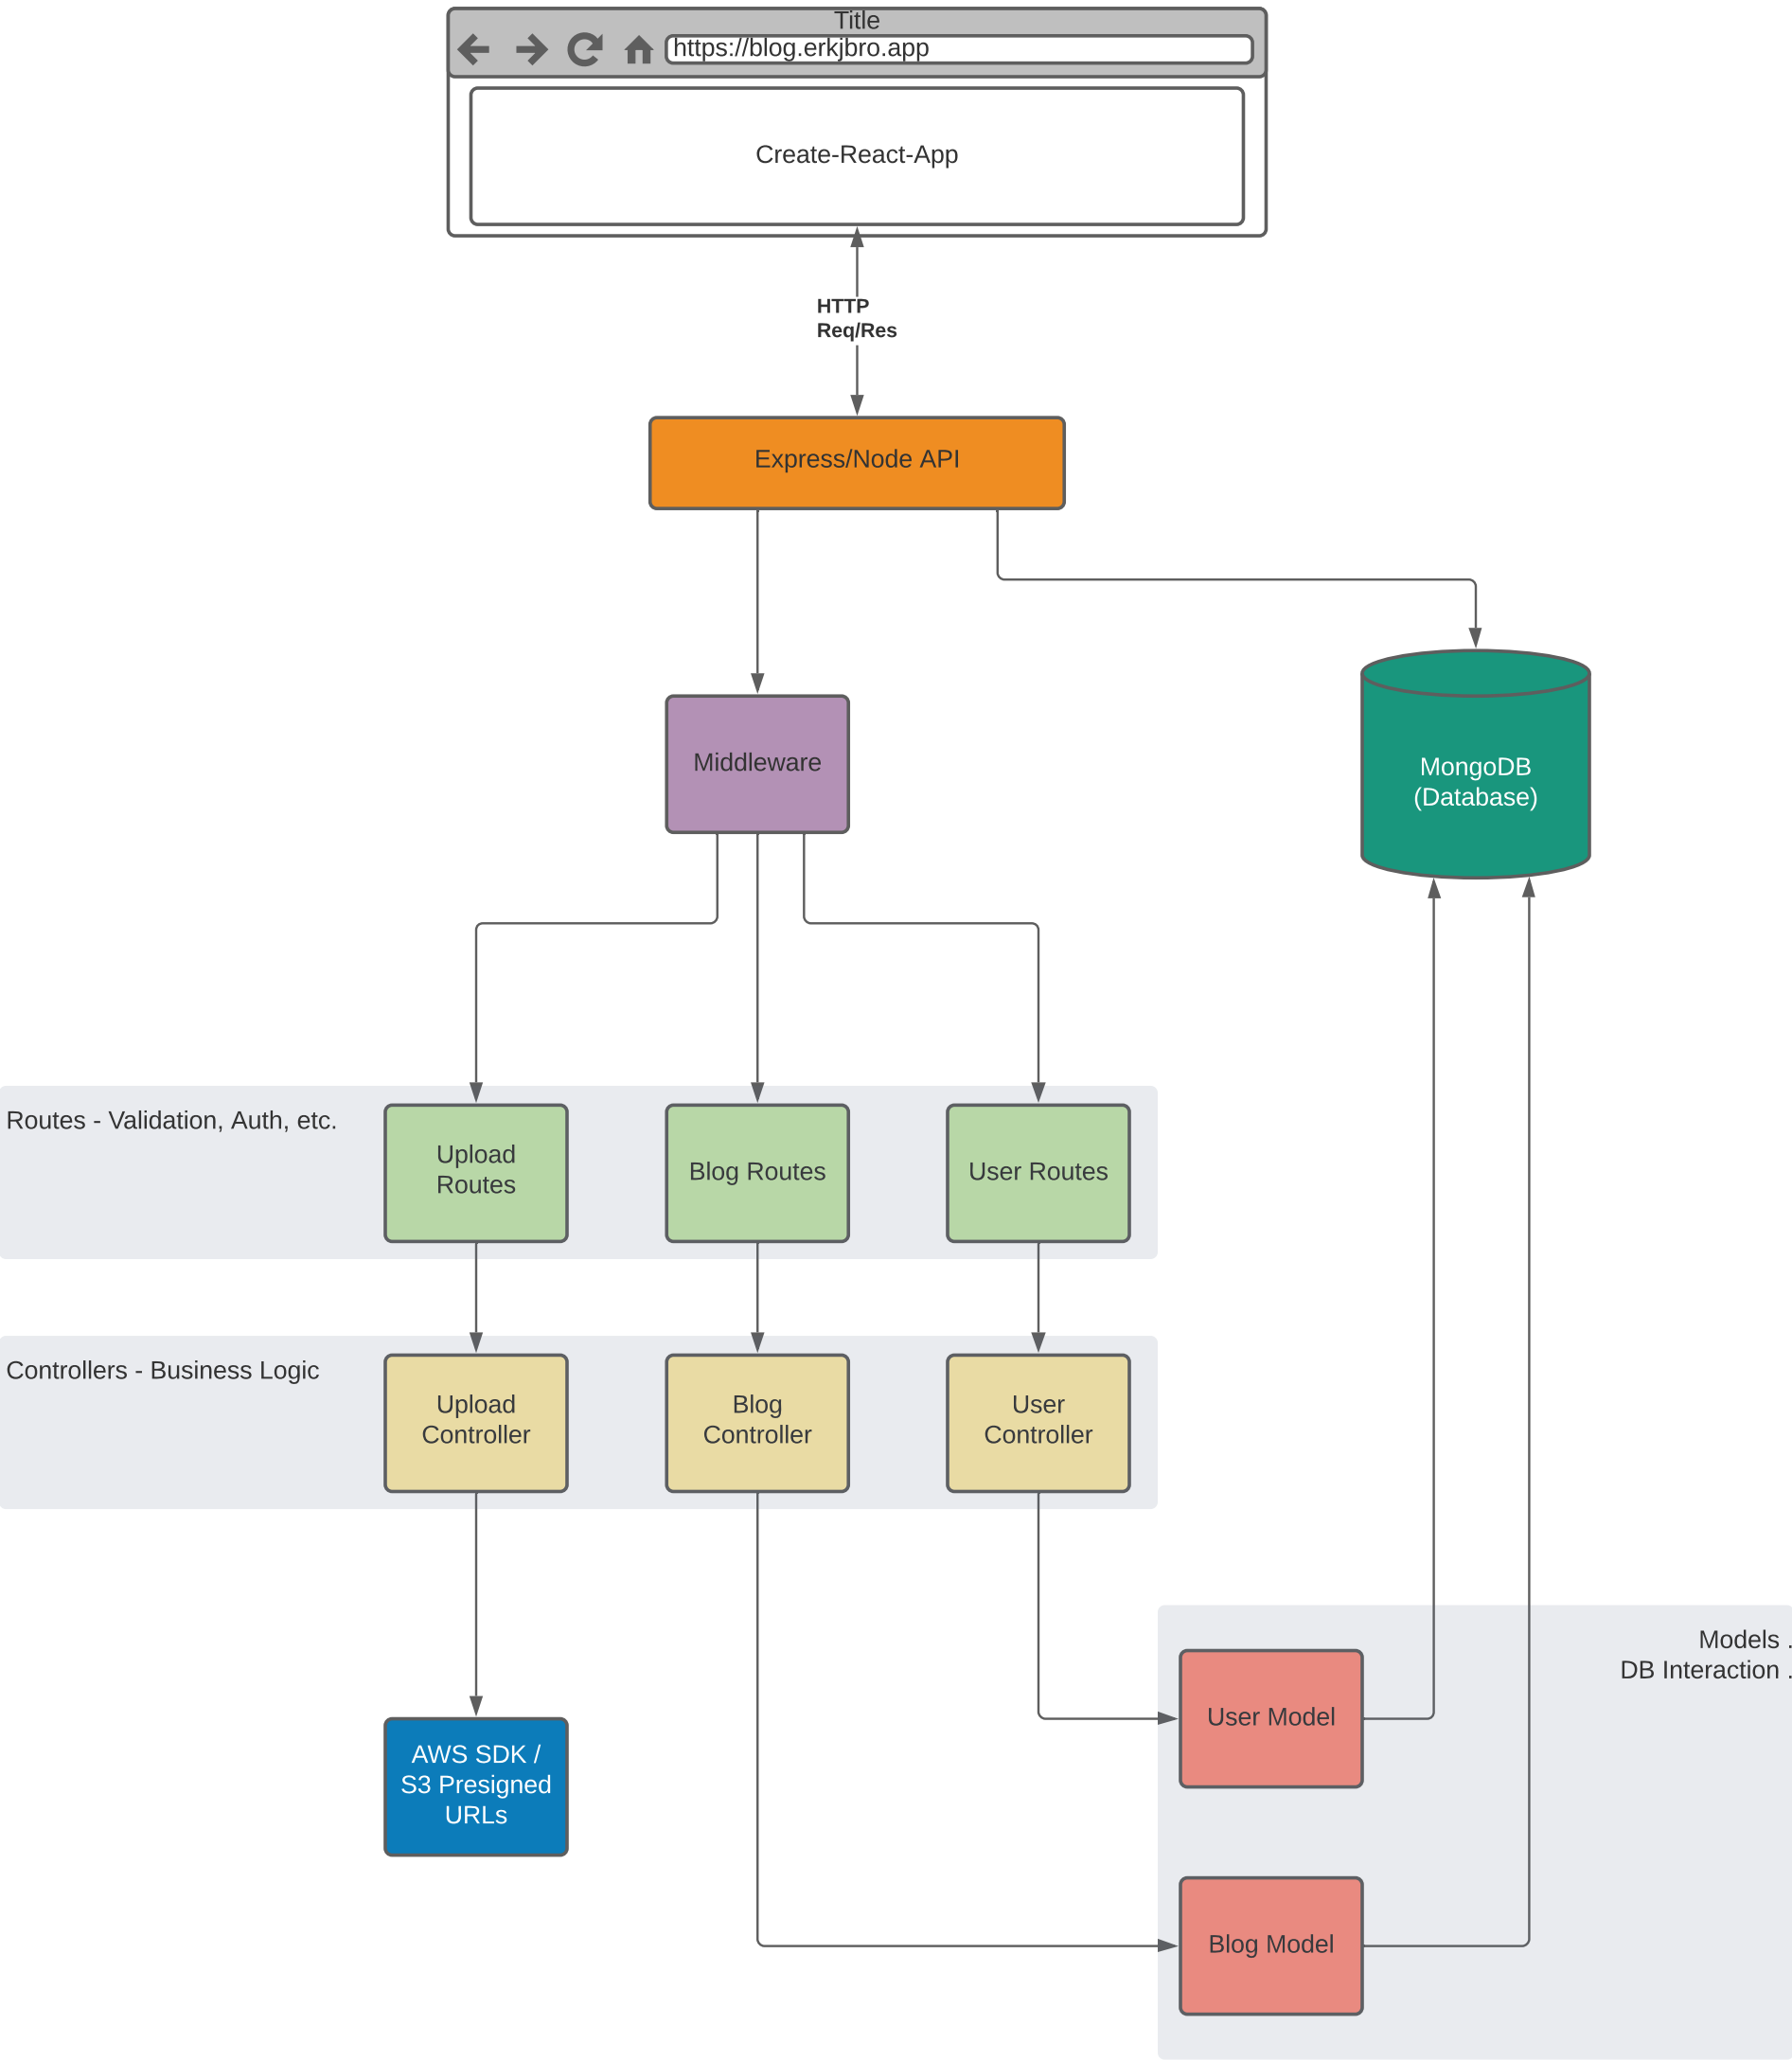 Title
https://blog.erkjbro.app
Create-React-App
HTTP
Req/Res
Express/Node API
Middleware
MongoDB
(Database)
Routes - Validation, Auth, etc.
Upload
Routes
Blog Routes
User Routes
Controllers - Business Logic
Upload
Controller
Blog
Controller
User
Controller
Models .
DB Interaction .
User Model
AWS SDK /
S3 Presigned
URLs
Blog Model